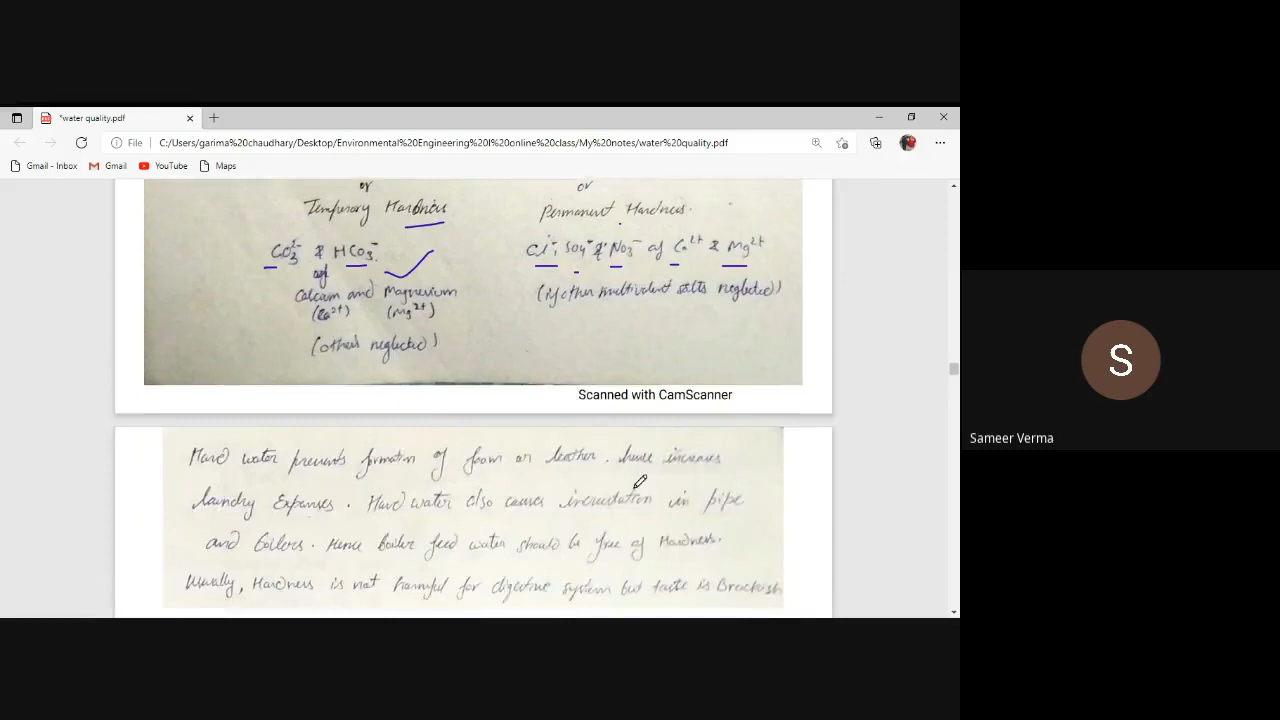 *water quality.pdf
File C:/Users/garima%20chaudhary/Desktop/Environmental%20Engineering%20I%20online%20class/My%20notes/water%20quality.pdf
Gmail - Inbox Gmail YouTube Maps
or or
Temporary Hardness Permanent Hardness.
CO3²⁻ & HCO3⁻. Cl⁻, SO4⁻ & NO3⁻ of Ca²⁺ & Mg²⁺
of
Calcium and Magnesium (if other multivalent salts neglected)
(Ca²⁺) (Mg²⁺)
(others neglected)
Scanned with CamScanner
Hard water prevents formation of foam or leather. hence increases
laundry Expenses. Hard water also causes incrustation in pipe
and boilers. Hence boiler feed water should be free of Hardness.
Usually, Hardness is not harmful for digestive system but taste is Brackish
S
Sameer Verma